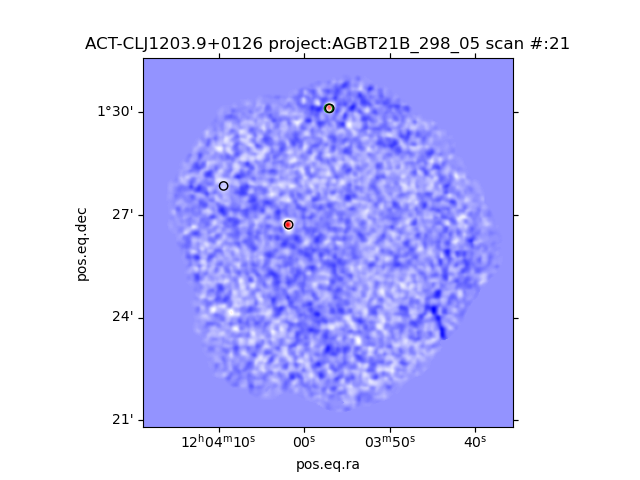 ACT-CLJ1203.9+0126 project:AGBT21B_298_05 scan #:21
1°30'
27'
24'
21'
pos.eq.dec
12ʰ04ᵐ10ˢ 00ˢ 03ᵐ50ˢ 40ˢ
pos.eq.ra